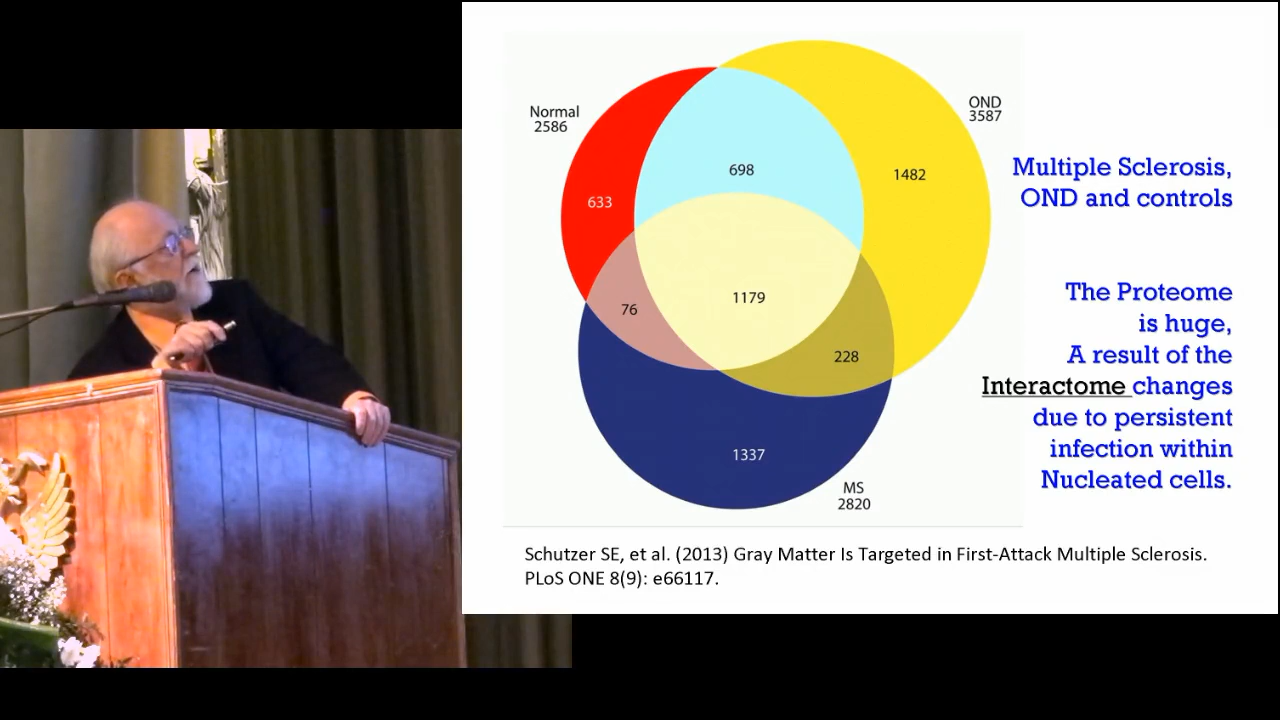 Normal
2586
OND
3587
698
1482
633
1179
76
228
1337
MS
2820
Multiple Sclerosis,
OND and controls
The Proteome
is huge,
A result of the
Interactome changes
due to persistent
infection within
Nucleated cells.
Schutzer SE, et al. (2013) Gray Matter Is Targeted in First-Attack Multiple Sclerosis.
PLoS ONE 8(9): e66117.